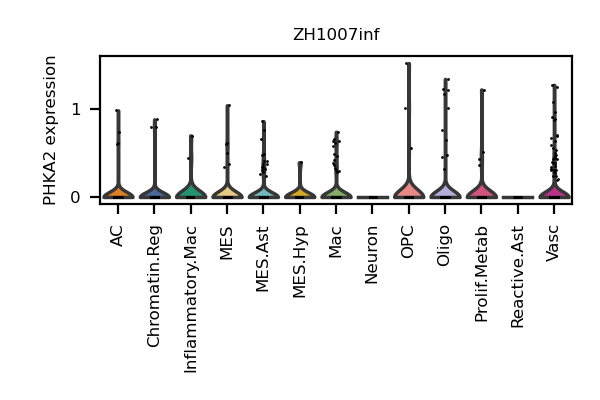 ZH1007inf
PHKA2 expression
1
0
AC
Chromatin.Reg
Inflammatory.Mac
MES
MES.Ast
MES.Hyp
Mac
Neuron
OPC
Oligo
Prolif.Metab
Reactive.Ast
Vasc